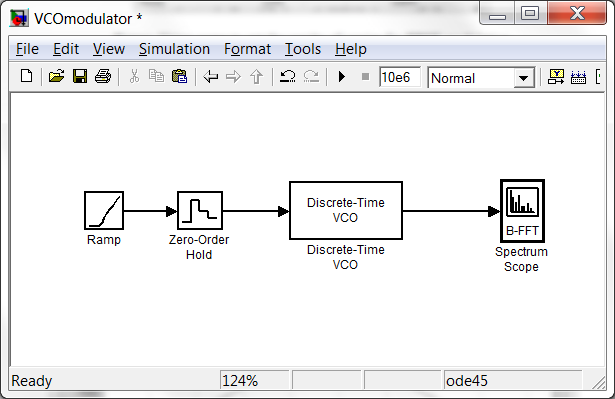 VCOmodulator *
File Edit View Simulation Format Tools Help
10e6 Normal
Discrete-Time
VCO
B-FFT
Ramp
Zero-Order
Hold
Discrete-Time
VCO
Spectrum
Scope
Ready 124% ode45